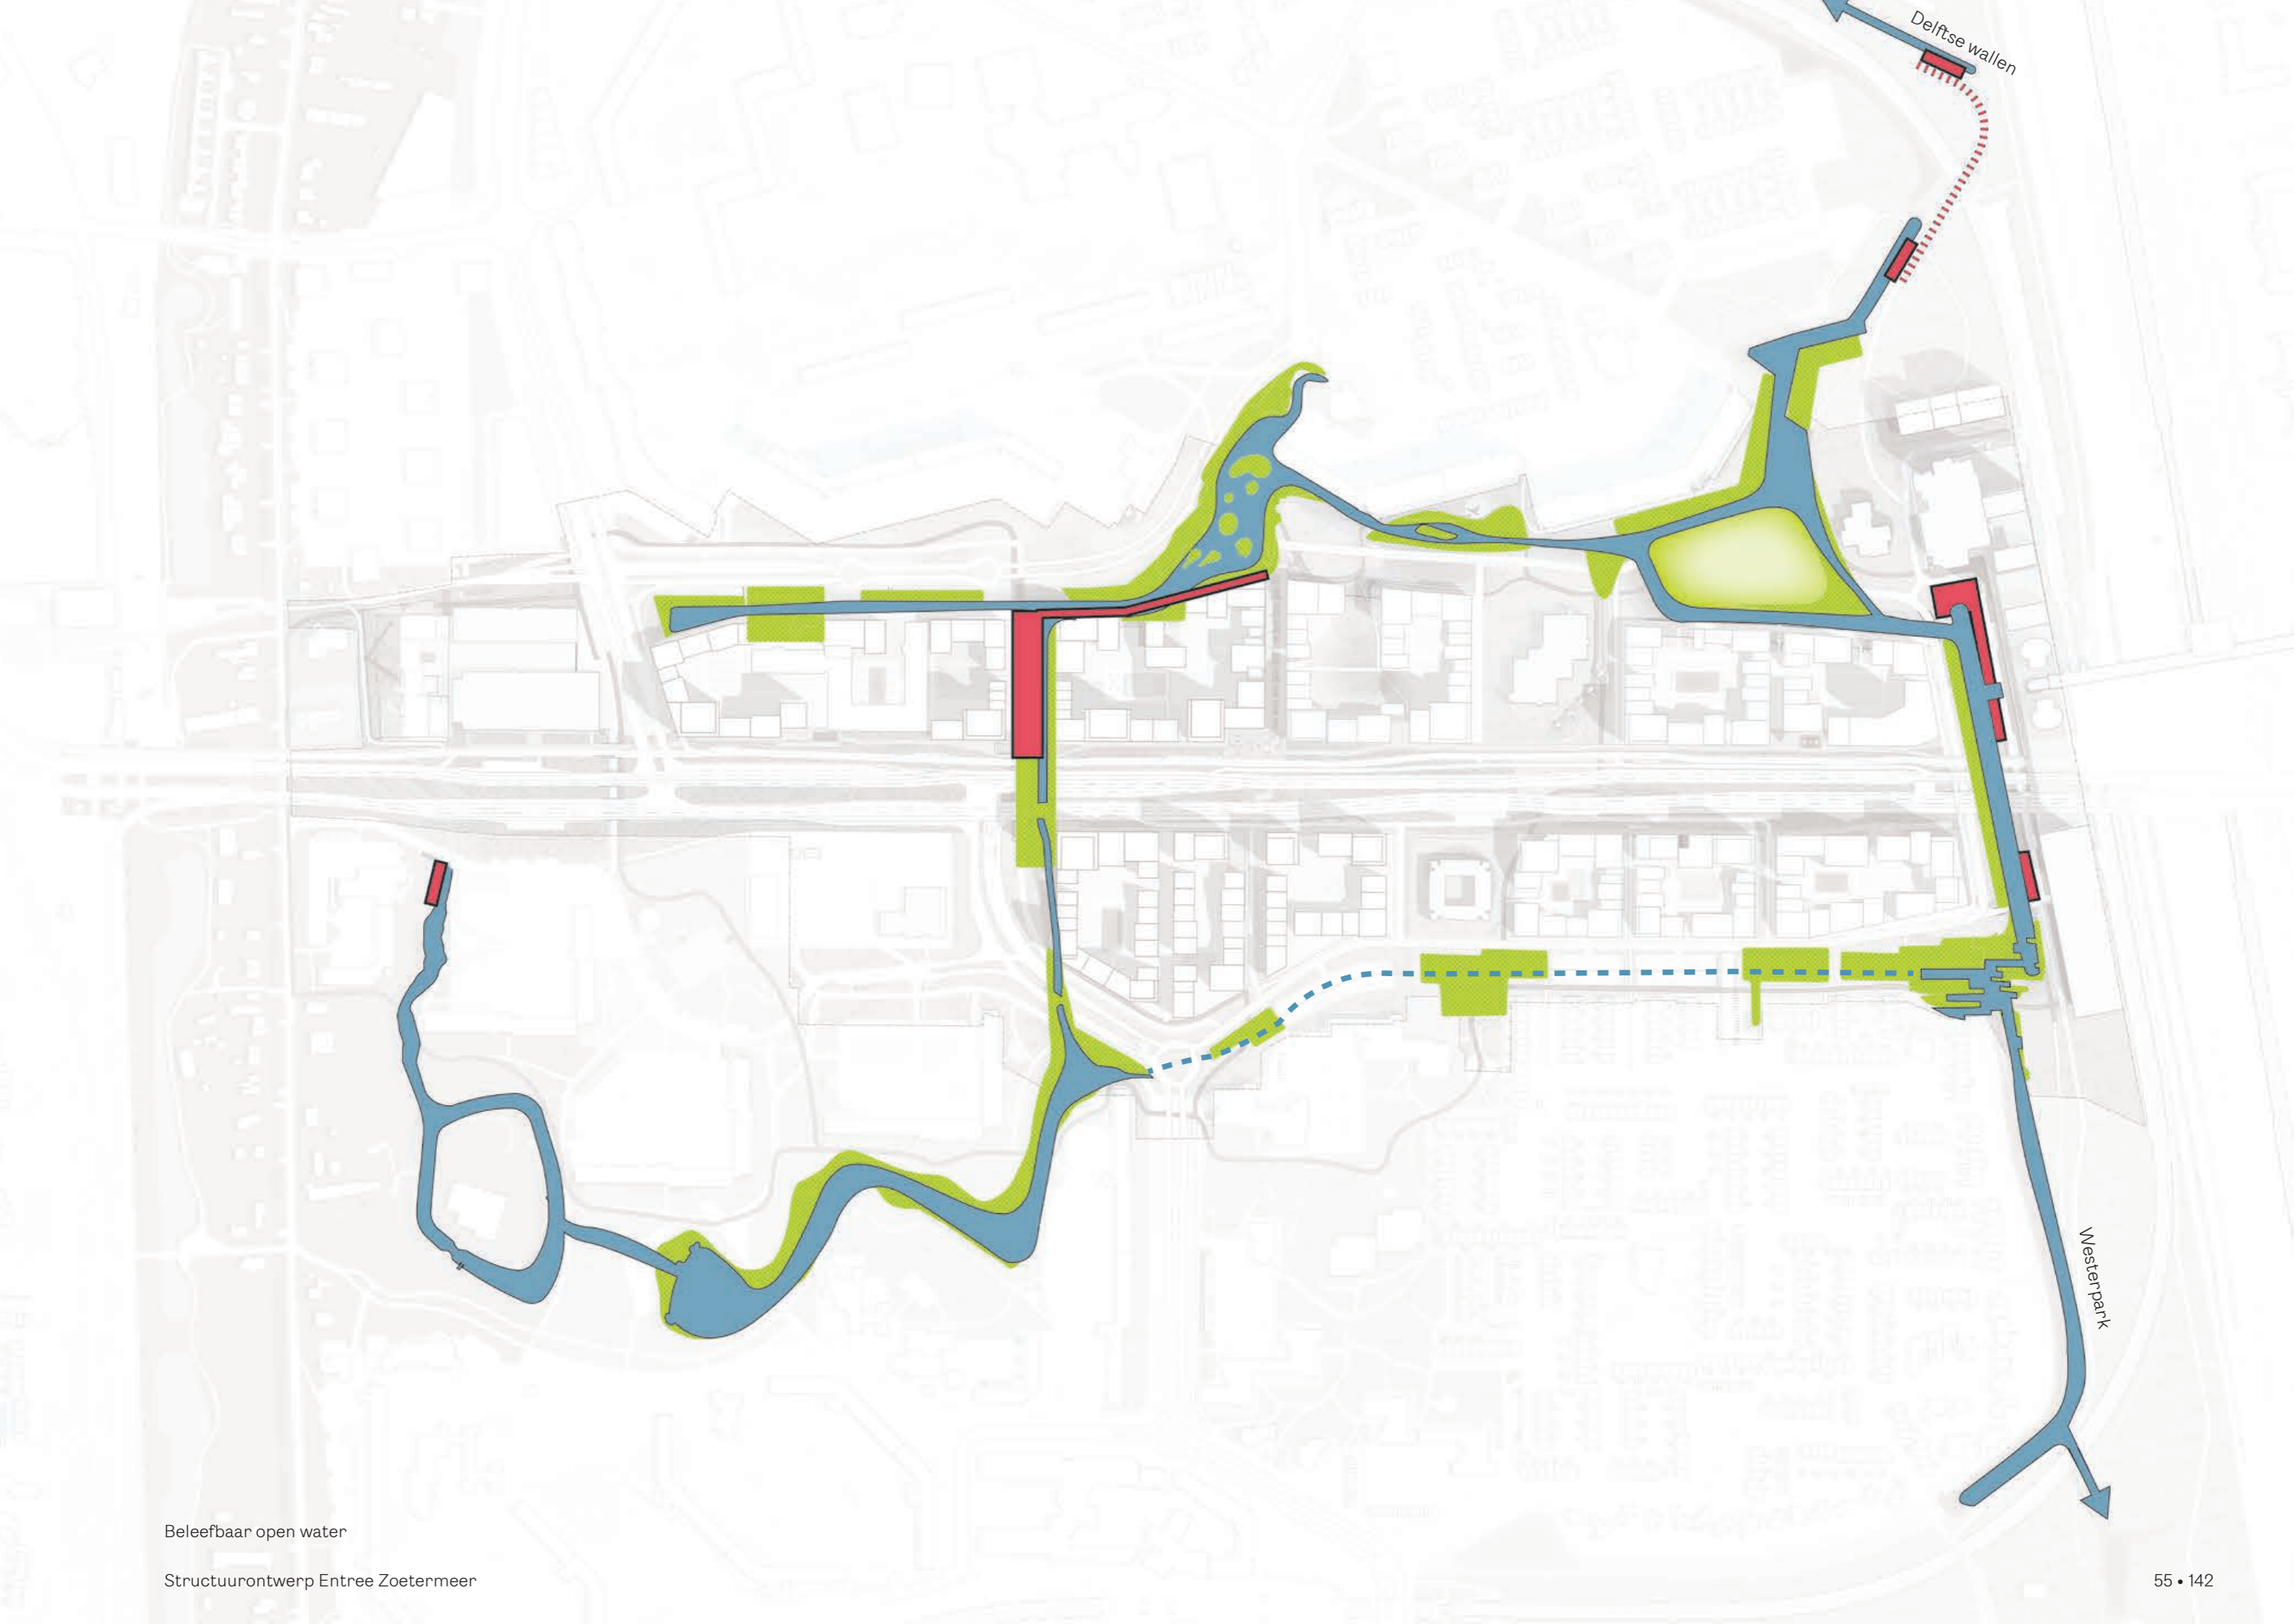 Delftse wallen
Westerpark
Beleefbaar open water
Structuurontwerp Entree Zoetermeer
55 • 142